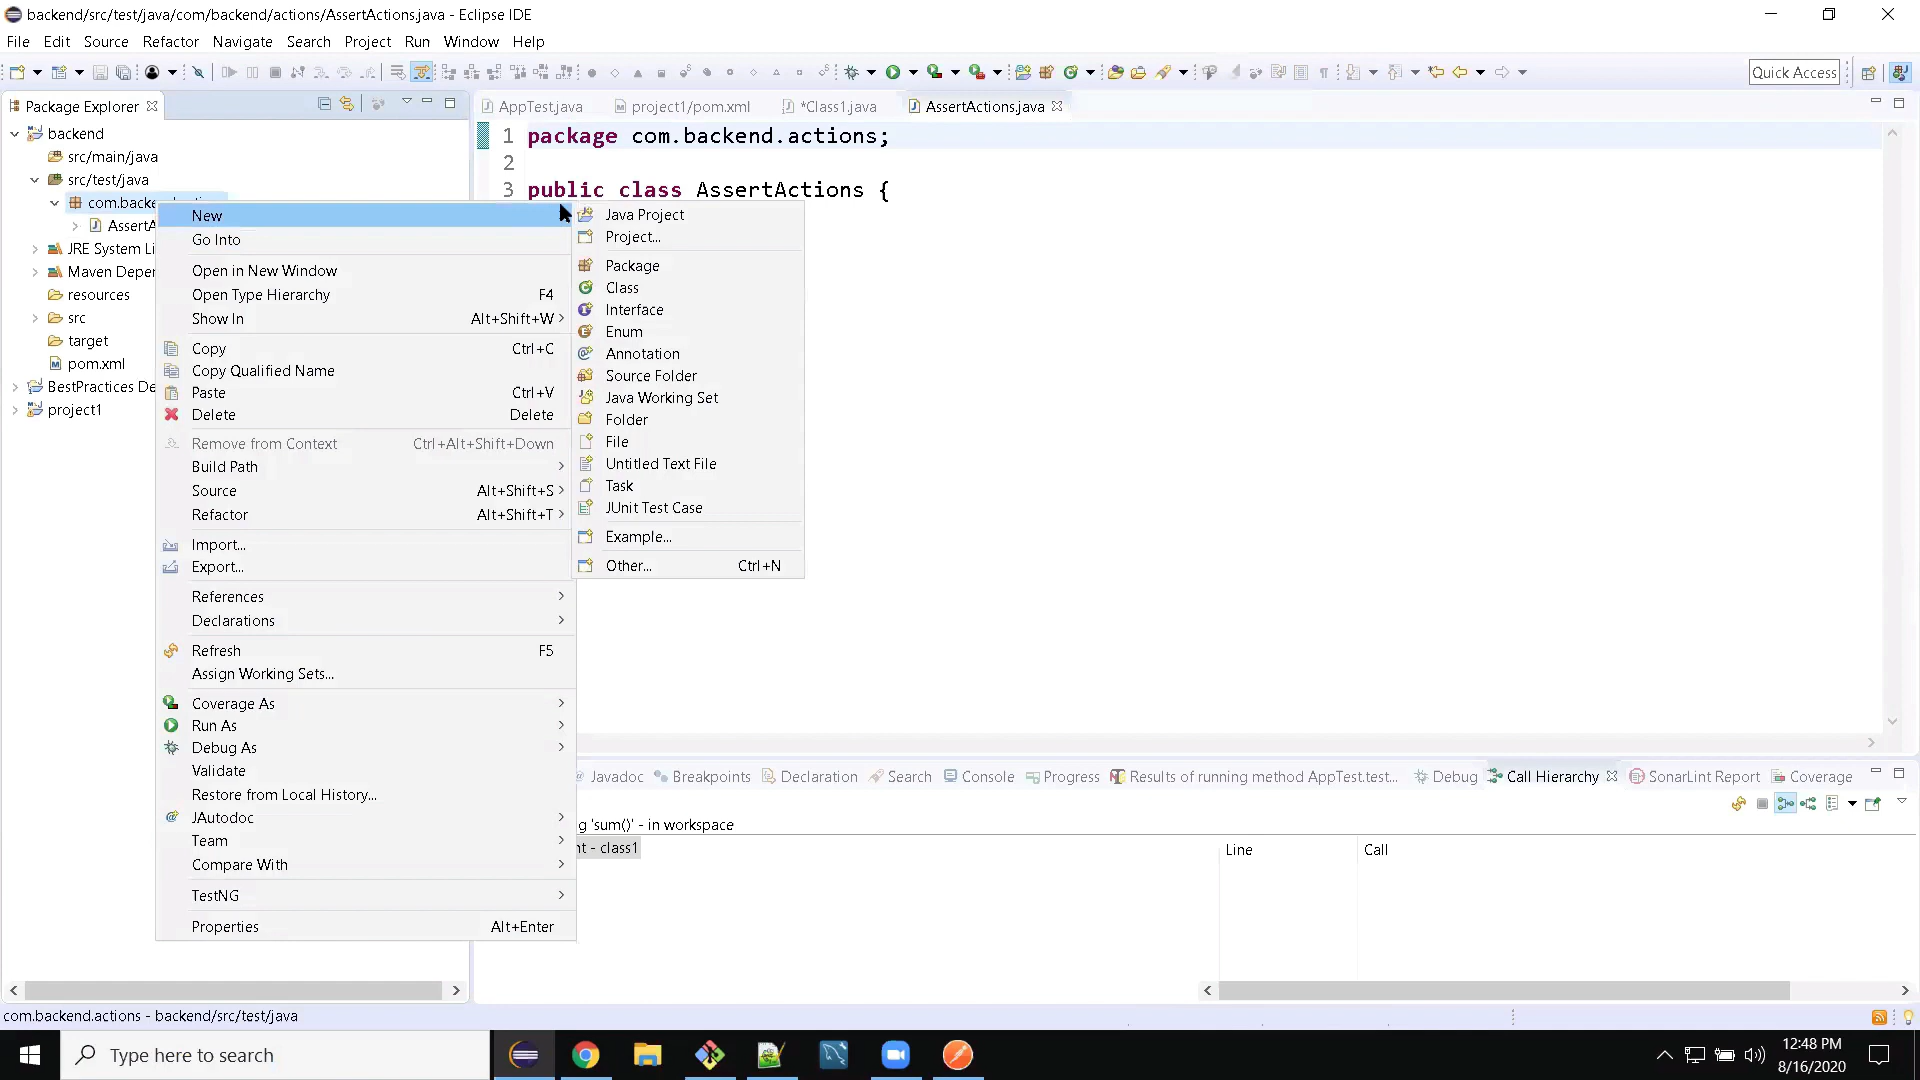 backend/src/test/java/com/backend/actions/AssertActions.java - Eclipse IDE
File Edit Source Refactor Navigate Search Project Run Window Help
Quick Access
Package Explorer
AppTest.java project1/pom.xml *Class1.java AssertActions.java
backend
src/main/java
src/test/java
com.backe
AssertA
JRE System Li
Maven Deper
resources
src
target
pom.xml
BestPractices De
project1
1 package com.backend.actions;
2
3 public class AssertActions {
New
Go Into
Open in New Window
Open Type Hierarchy F4
Show In Alt+Shift+W >
Copy Ctrl+C
Copy Qualified Name
Paste Ctrl+V
Delete Delete
Remove from Context Ctrl+Alt+Shift+Down
Build Path >
Source Alt+Shift+S >
Refactor Alt+Shift+T >
Import...
Export...
References >
Declarations >
Refresh F5
Assign Working Sets...
Coverage As >
Run As >
Debug As >
Validate
Restore from Local History...
JAutodoc >
Team >
Compare With >
TestNG >
Properties Alt+Enter
Java Project
Project...
Package
Class
Interface
Enum
Annotation
Source Folder
Java Working Set
Folder
File
Untitled Text File
Task
JUnit Test Case
Example...
Other... Ctrl+N
Javadoc Breakpoints Declaration Search Console Progress Results of running method AppTest.test... Debug Call Hierarchy SonarLint Report Coverage
g 'sum()' - in workspace
nt - class1
Line Call
com.backend.actions - backend/src/test/java
Type here to search
12:48 PM
8/16/2020